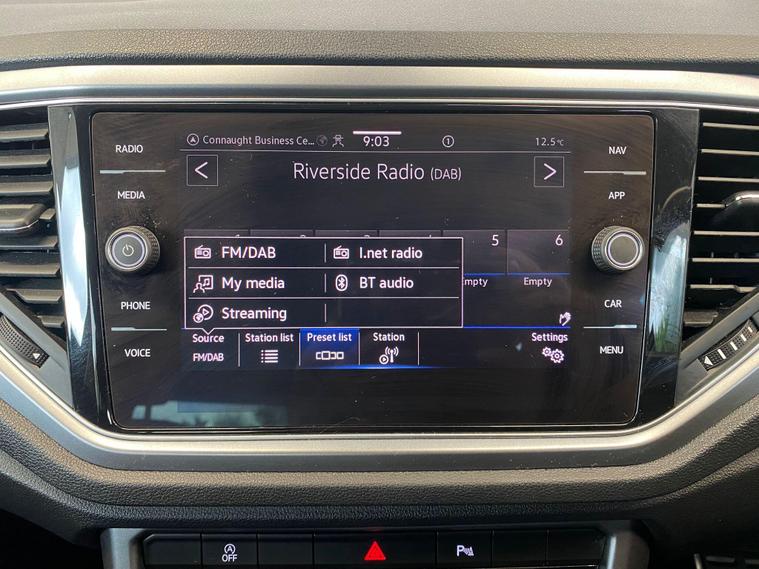 RADIO
MEDIA
PHONE
VOICE
Connaught Business Ce... 9:03 1 12.5°C
< Riverside Radio (DAB) >
5 6
Empty Empty
FM/DAB I.net radio
My media BT audio
Streaming
Source Station list Preset list Station Settings
FM/DAB
NAV
APP
CAR
MENU
A OFF
P